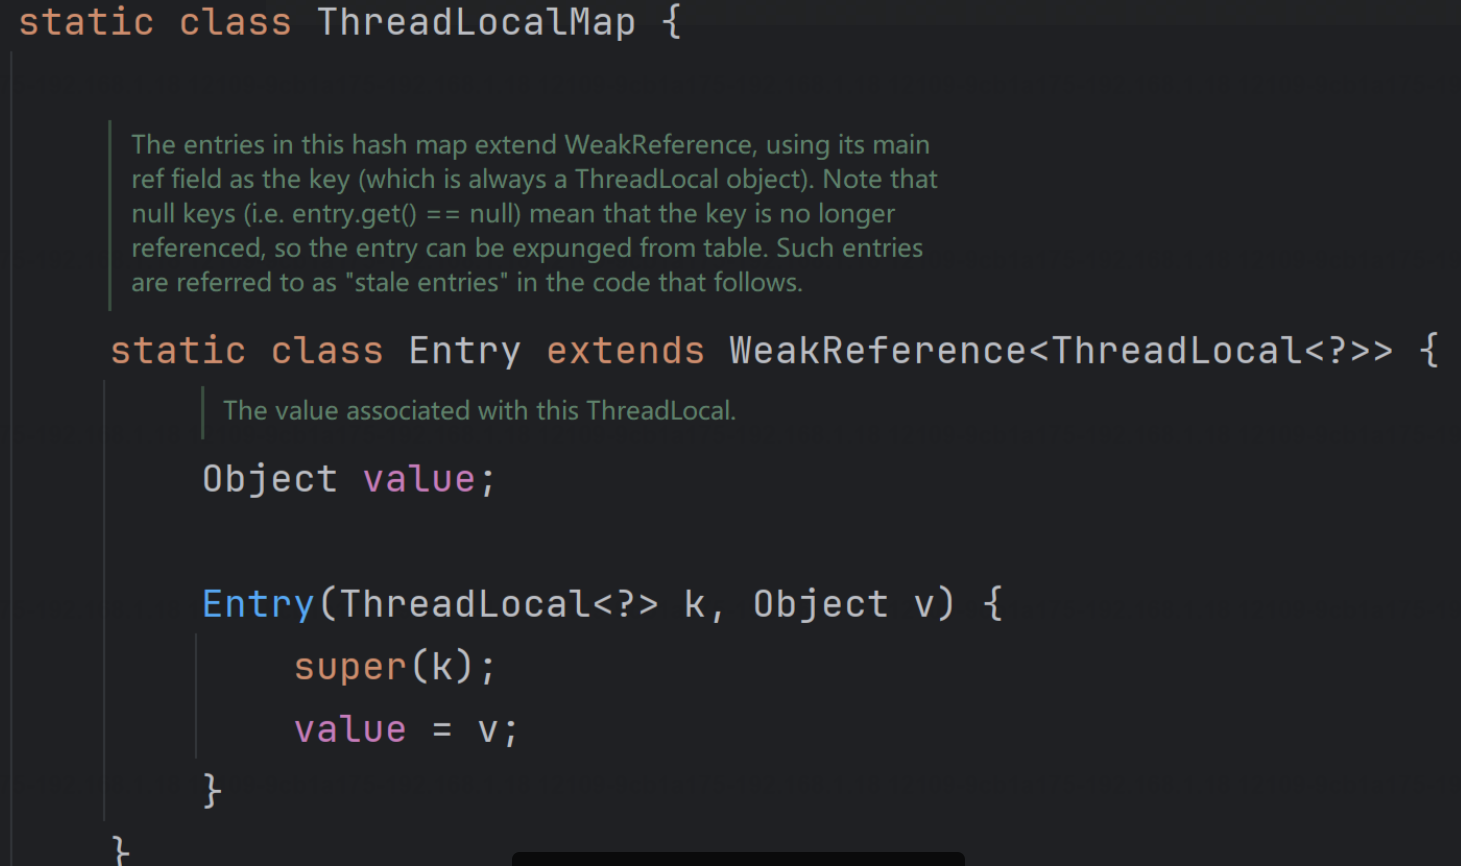 static class ThreadLocalMap {
The entries in this hash map extend WeakReference, using its main
ref field as the key (which is always a ThreadLocal object). Note that
null keys (i.e. entry.get() == null) mean that the key is no longer
referenced, so the entry can be expunged from table. Such entries
are referred to as "stale entries" in the code that follows.
static class Entry extends WeakReference<ThreadLocal<?>> {
The value associated with this ThreadLocal.
Object value;
Entry(ThreadLocal<?> k, Object v) {
super(k);
value = v;
}
}